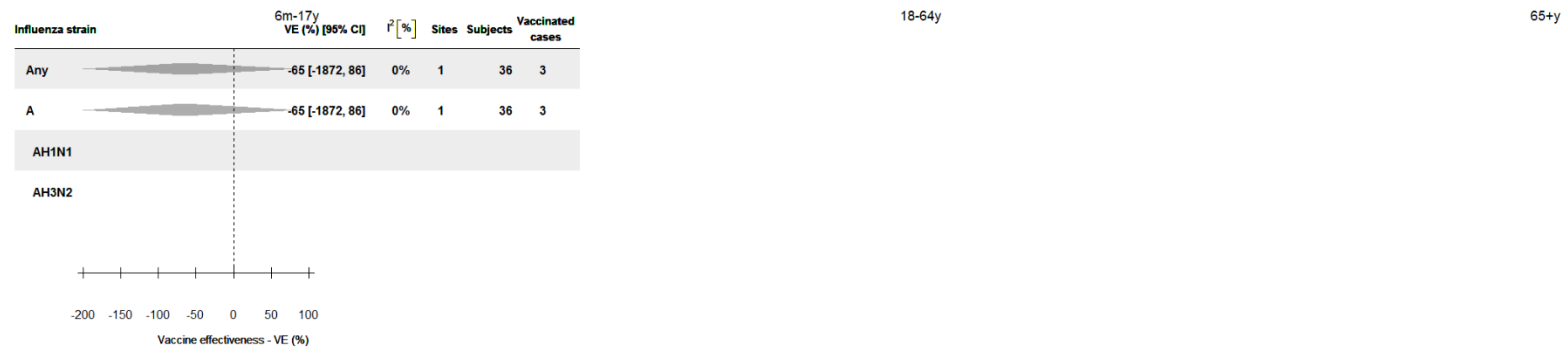 6m-17y 18-64y 65+y
Influenza strain VE (%) [95% CI] I²[%] Sites Subjects Vaccinated cases
Any -65 [-1872, 86] 0% 1 36 3
A -65 [-1872, 86] 0% 1 36 3
AH1N1
AH3N2
-200 -150 -100 -50 0 50 100
Vaccine effectiveness - VE (%)